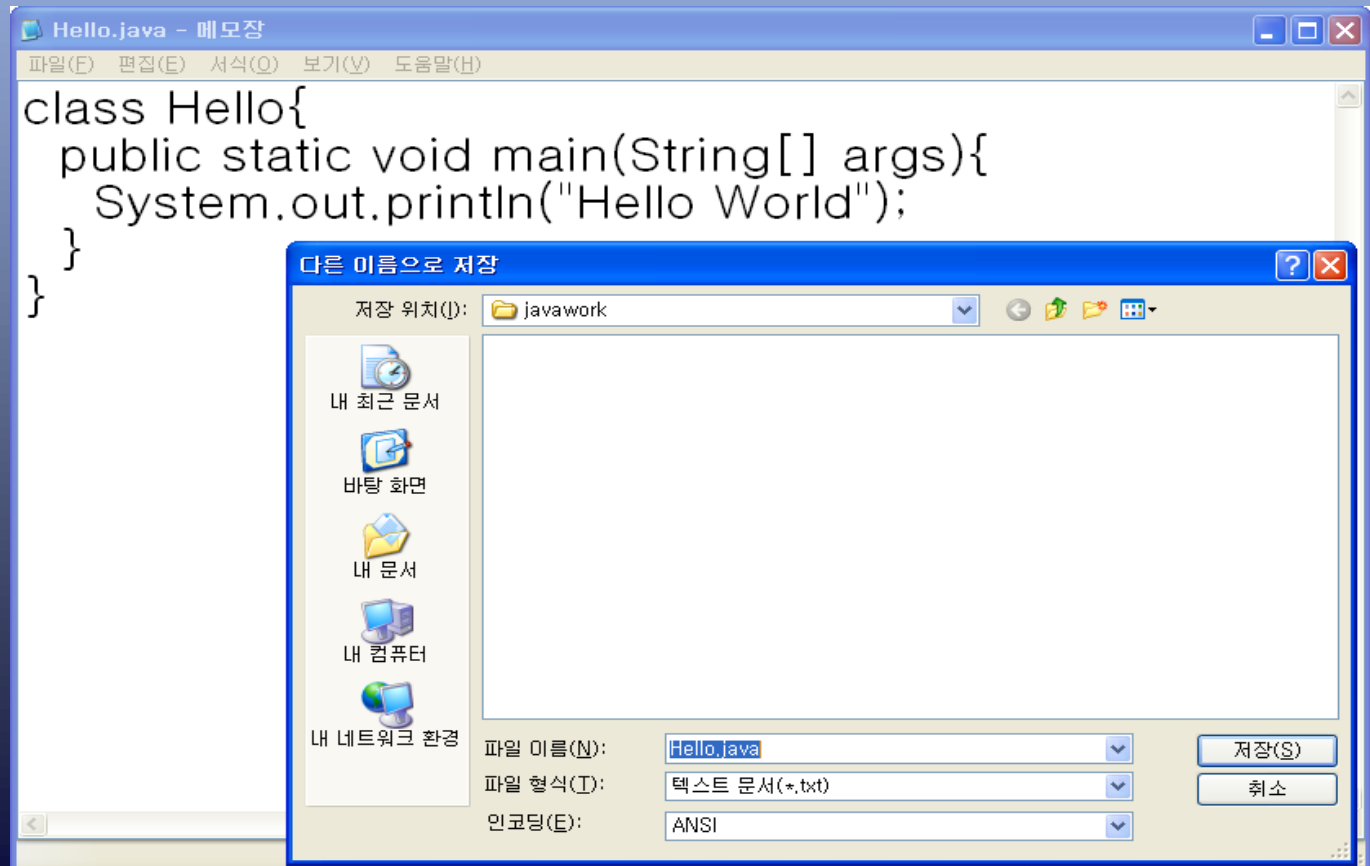 Hello.java - 메모장
파일(F) 편집(E) 서식(O) 보기(V) 도움말(H)
class Hello{
public static void main(String[] args){
System.out.println("Hello World");
}
}
다른 이름으로 저장
저장 위치(I): javawork
내 최근 문서
바탕 화면
내 문서
내 컴퓨터
내 네트워크 환경
파일 이름(N): Hello.java 저장(S)
파일 형식(T): 텍스트 문서(*.txt) 취소
인코딩(E): ANSI